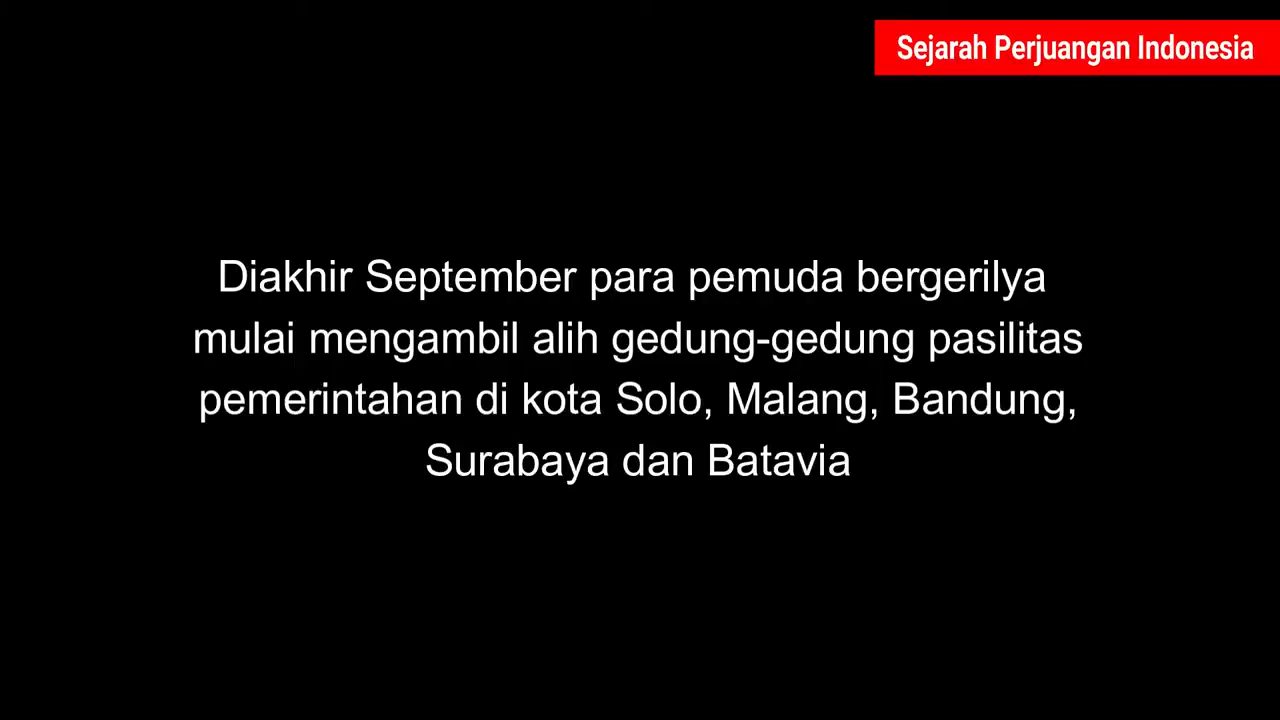 Sejarah Perjuangan Indonesia
Diakhir September para pemuda bergerilya
mulai mengambil alih gedung-gedung pasilitas
pemerintahan di kota Solo, Malang, Bandung,
Surabaya dan Batavia